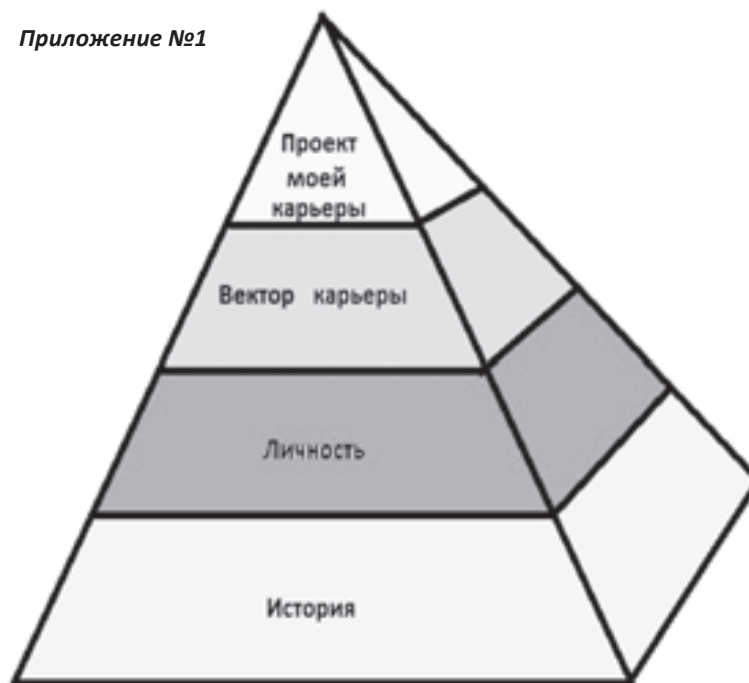 Приложение №1
Проект
моей
карьеры
Вектор карьеры
Личность
История